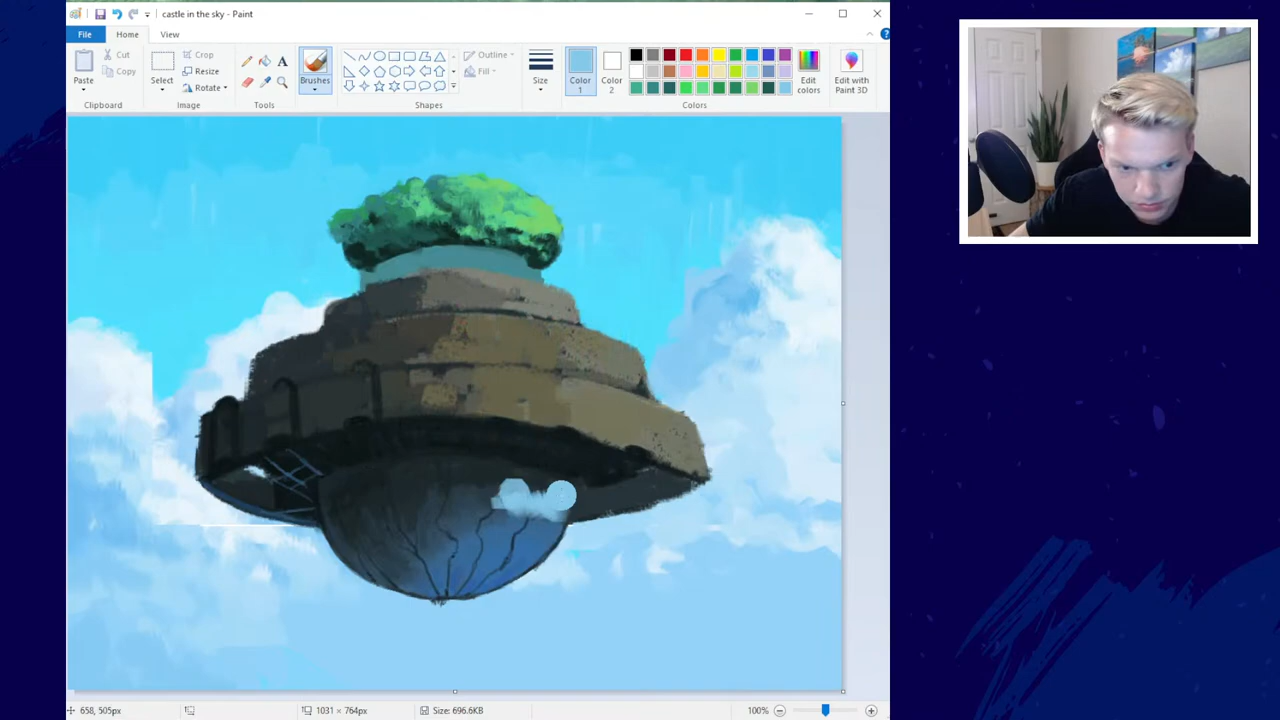 castle in the sky - Paint
File Home View
Paste
Cut
Copy
Clipboard
Select
Crop
Resize
Rotate
Image
Tools
Brushes
Shapes
Outline
Fill
Size
Color 1
Color 2
Edit colors
Edit with Paint 3D
Colors
658, 505px
1031 × 764px
Size: 696.6KB
100%